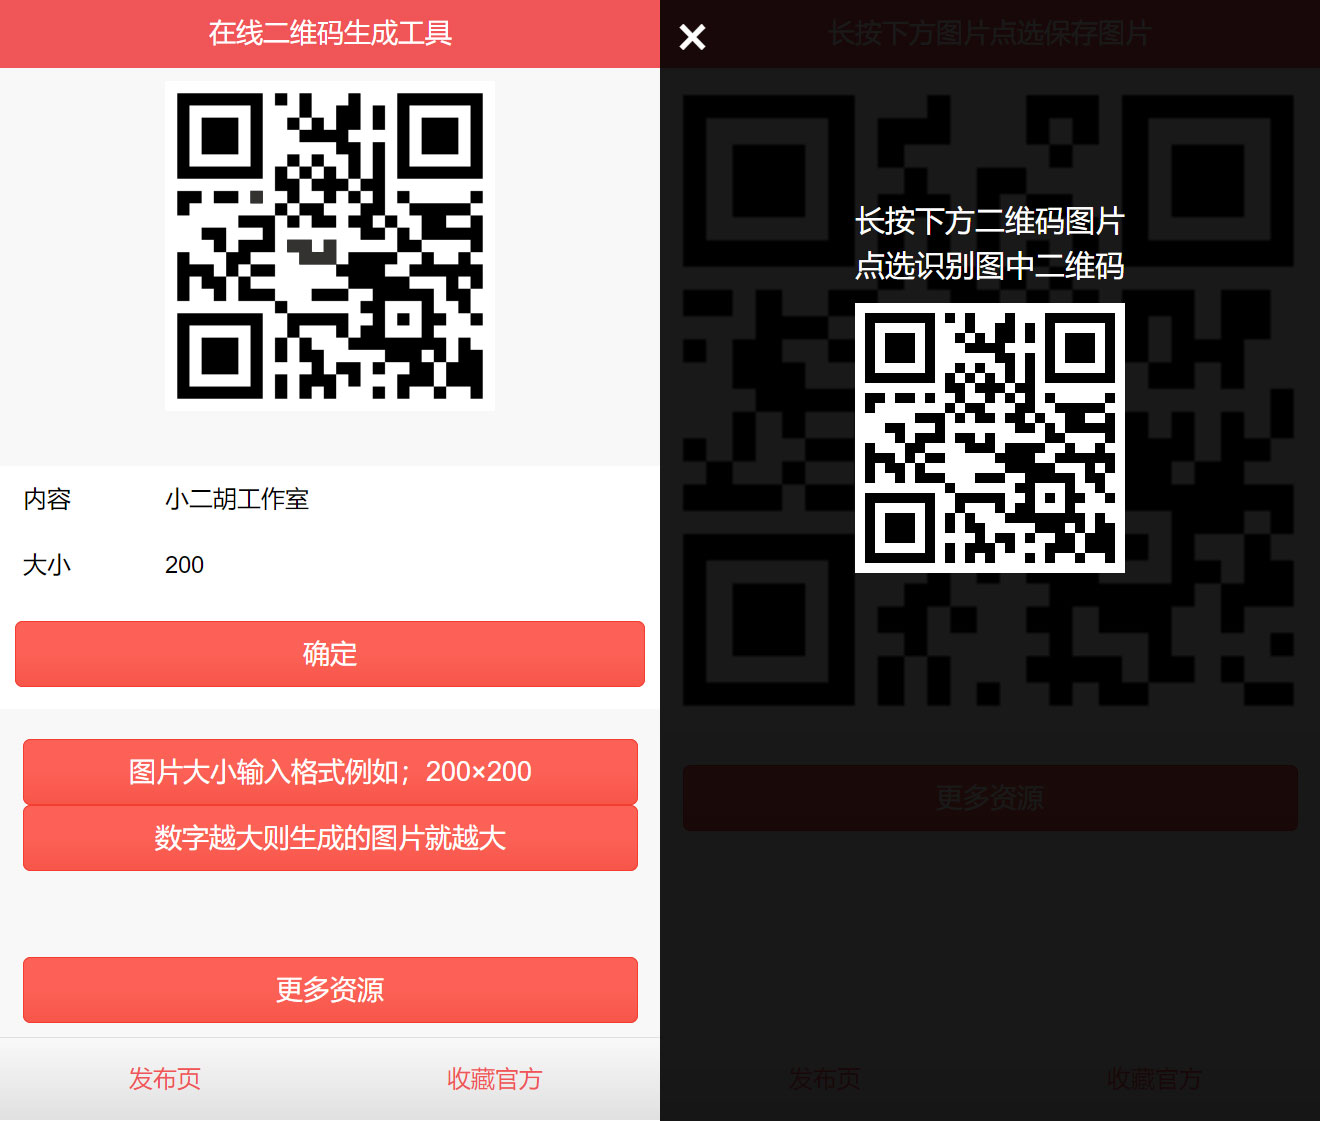 在线二维码生成工具
内容 小二胡工作室
大小 200
确定
图片大小输入格式例如；200×200
数字越大则生成的图片就越大
更多资源
发布页 收藏官方
长按下方图片点选保存图片
长按下方二维码图片
点选识别图中二维码
更多资源
发布页 收藏官方